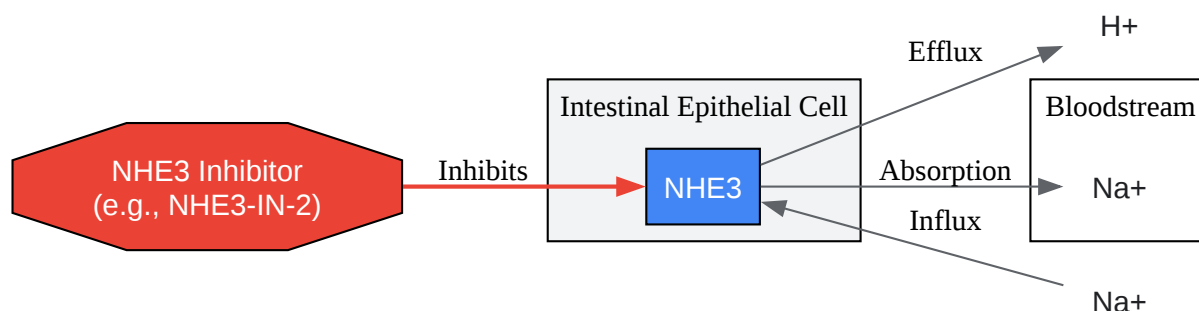 NHE3 Inhibitor
(e.g., NHE3-IN-2)
Inhibits
Intestinal Epithelial Cell
NHE3
Efflux
H+
Bloodstream
Absorption
Na+
Influx
Na+